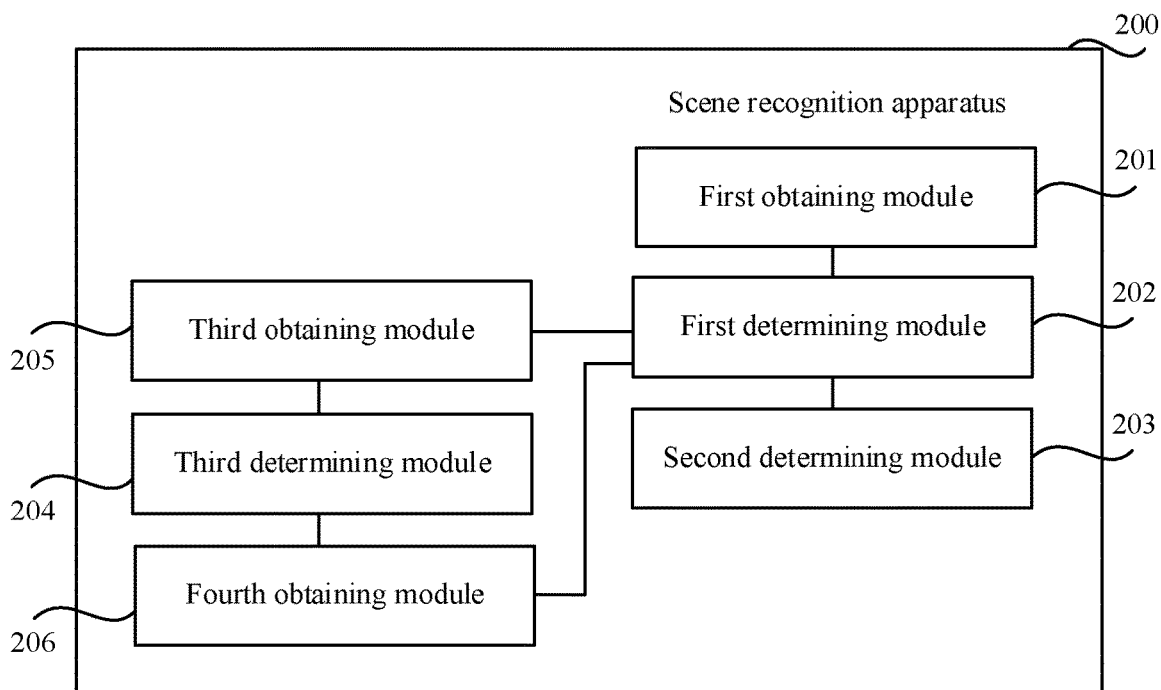 200
Scene recognition apparatus
201
First obtaining module
202
Third obtaining module
First determining module
205
203
Third determining module
Second determining module
204
Fourth obtaining module
206